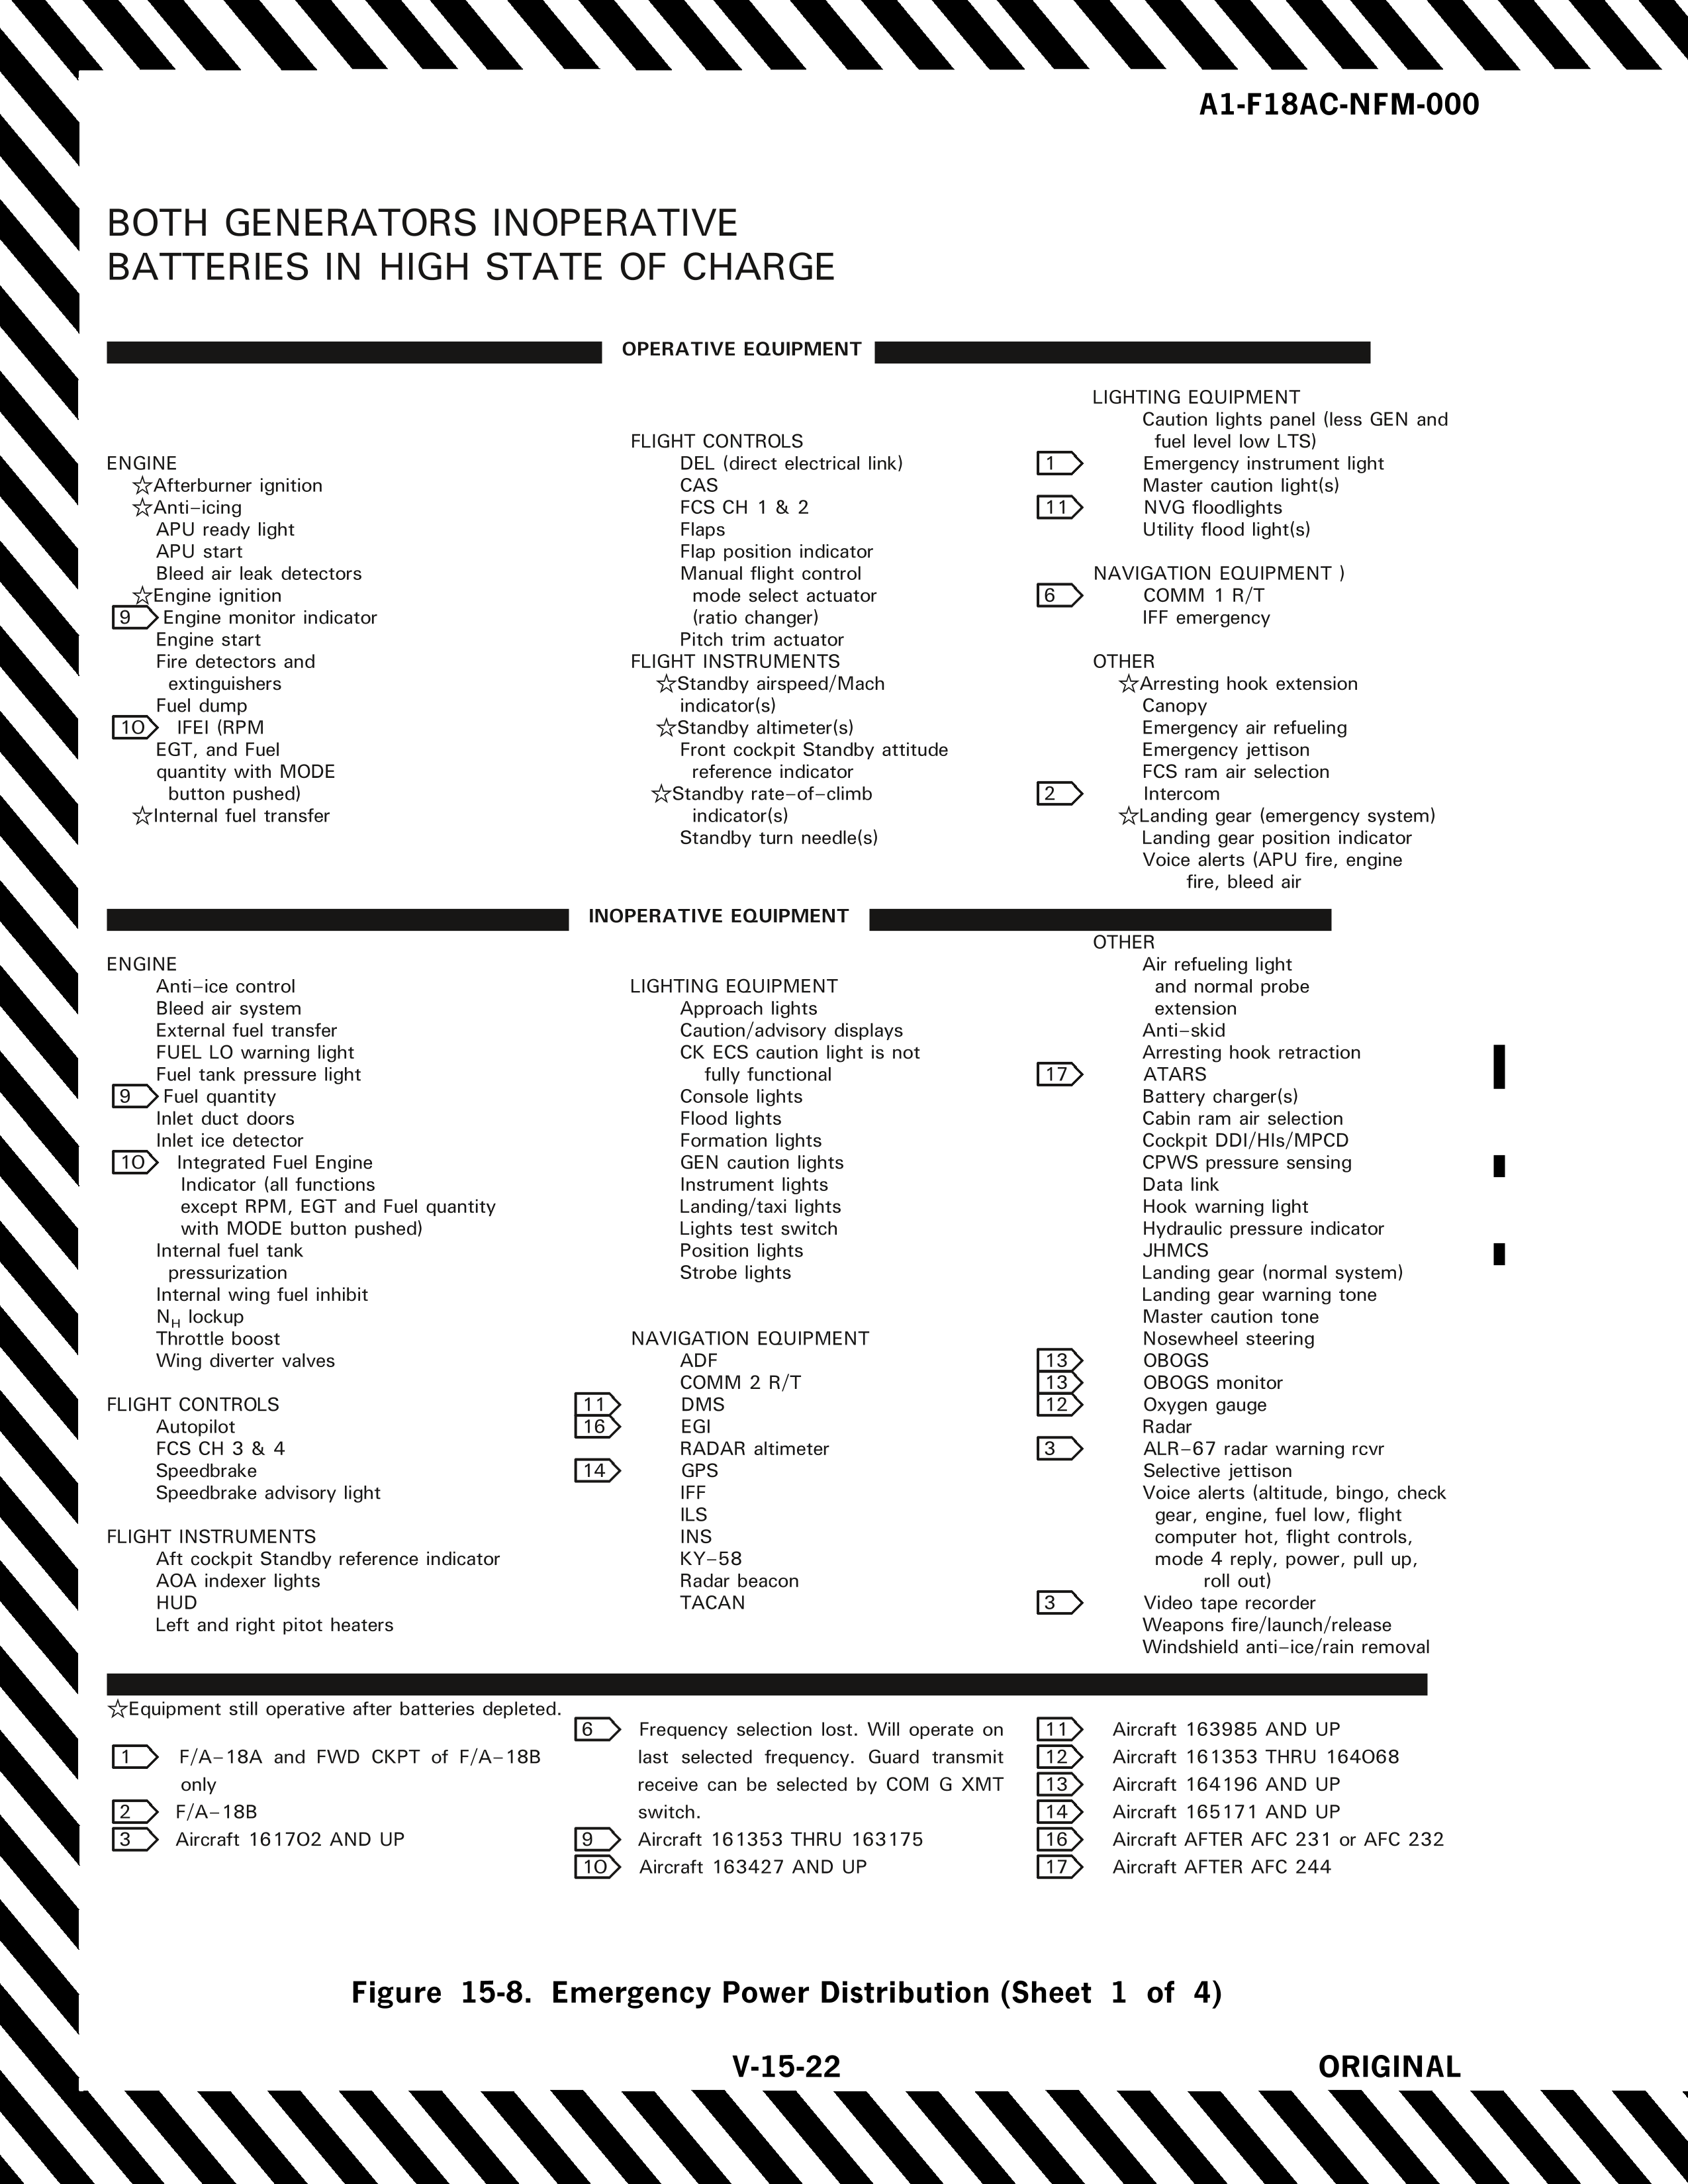 A1-F18AC-NFM-000
BOTH GENERATORS INOPERATIVE
BATTERIES IN HIGH STATE OF CHARGE
OPERATIVE EQUIPMENT
ENGINE
☆Afterburner ignition
☆Anti-icing
APU ready light
APU start
Bleed air leak detectors
☆Engine ignition
9 Engine monitor indicator
Engine start
Fire detectors and
extinguishers
Fuel dump
10 IFEI (RPM
EGT, and Fuel
quantity with MODE
button pushed)
☆Internal fuel transfer
FLIGHT CONTROLS
DEL (direct electrical link)
CAS
FCS CH 1 & 2
Flaps
Flap position indicator
Manual flight control
mode select actuator
(ratio changer)
Pitch trim actuator
FLIGHT INSTRUMENTS
☆Standby airspeed/Mach
indicator(s)
☆Standby altimeter(s)
Front cockpit Standby attitude
reference indicator
☆Standby rate-of-climb
indicator(s)
Standby turn needle(s)
LIGHTING EQUIPMENT
Caution lights panel (less GEN and
fuel level low LTS)
1 Emergency instrument light
Master caution light(s)
11 NVG floodlights
Utility flood light(s)
NAVIGATION EQUIPMENT )
6 COMM 1 R/T
IFF emergency
OTHER
☆Arresting hook extension
Canopy
Emergency air refueling
Emergency jettison
FCS ram air selection
2 Intercom
☆Landing gear (emergency system)
Landing gear position indicator
Voice alerts (APU fire, engine
fire, bleed air
INOPERATIVE EQUIPMENT
ENGINE
Anti-ice control
Bleed air system
External fuel transfer
FUEL LO warning light
Fuel tank pressure light
9 Fuel quantity
Inlet duct doors
Inlet ice detector
10 Integrated Fuel Engine
Indicator (all functions
except RPM, EGT and Fuel quantity
with MODE button pushed)
Internal fuel tank
pressurization
Internal wing fuel inhibit
NH lockup
Throttle boost
Wing diverter valves
FLIGHT CONTROLS
Autopilot
FCS CH 3 & 4
Speedbrake
Speedbrake advisory light
FLIGHT INSTRUMENTS
Aft cockpit Standby reference indicator
AOA indexer lights
HUD
Left and right pitot heaters
LIGHTING EQUIPMENT
Approach lights
Caution/advisory displays
CK ECS caution light is not
fully functional
Console lights
Flood lights
Formation lights
GEN caution lights
Instrument lights
Landing/taxi lights
Lights test switch
Position lights
Strobe lights
NAVIGATION EQUIPMENT
ADF
COMM 2 R/T
11 DMS
16 EGI
RADAR altimeter
14 GPS
IFF
ILS
INS
KY-58
Radar beacon
TACAN
OTHER
Air refueling light
and normal probe
extension
Anti-skid
Arresting hook retraction
17 ATARS
Battery charger(s)
Cabin ram air selection
Cockpit DDI/HIs/MPCD
CPWS pressure sensing
Data link
Hook warning light
Hydraulic pressure indicator
JHMCS
Landing gear (normal system)
Landing gear warning tone
Master caution tone
Nosewheel steering
13 OBOGS
13 OBOGS monitor
12 Oxygen gauge
Radar
3 ALR-67 radar warning rcvr
Selective jettison
Voice alerts (altitude, bingo, check
gear, engine, fuel low, flight
computer hot, flight controls,
mode 4 reply, power, pull up,
roll out)
3 Video tape recorder
Weapons fire/launch/release
Windshield anti-ice/rain removal
☆Equipment still operative after batteries depleted.
1 F/A-18A and FWD CKPT of F/A-18B
only
2 F/A-18B
3 Aircraft 161702 AND UP
6 Frequency selection lost. Will operate on
last selected frequency. Guard transmit
receive can be selected by COM G XMT
switch.
9 Aircraft 161353 THRU 163175
10 Aircraft 163427 AND UP
11 Aircraft 163985 AND UP
12 Aircraft 161353 THRU 164068
13 Aircraft 164196 AND UP
14 Aircraft 165171 AND UP
16 Aircraft AFTER AFC 231 or AFC 232
17 Aircraft AFTER AFC 244
Figure 15-8. Emergency Power Distribution (Sheet 1 of 4)
V-15-22
ORIGINAL